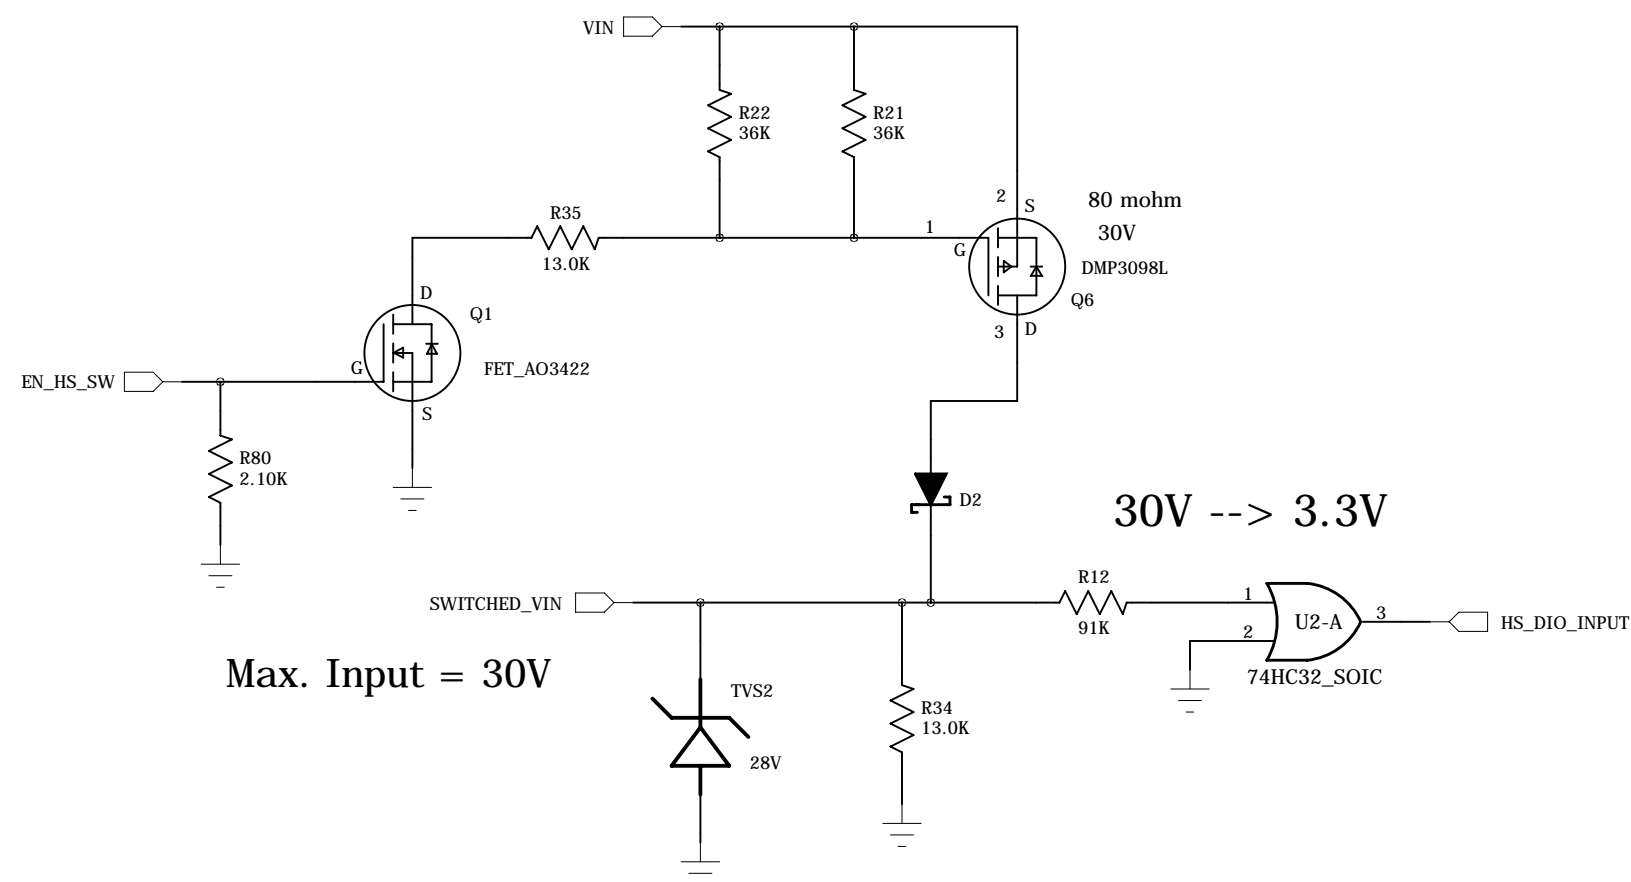 VIN
R22
36K
R21
36K
2
S
80 mohm
30V
R35
13.0K
1
G
DMP3098L
Q6
3
D
D
Q1
G
FET_AO3422
EN_HS_SW
S
R80
2.10K
D2
30V --> 3.3V
SWITCHED_VIN
R12
91K
1
2
U2-A
3
HS_DIO_INPUT
74HC32_SOIC
Max. Input = 30V
TVS2
28V
R34
13.0K